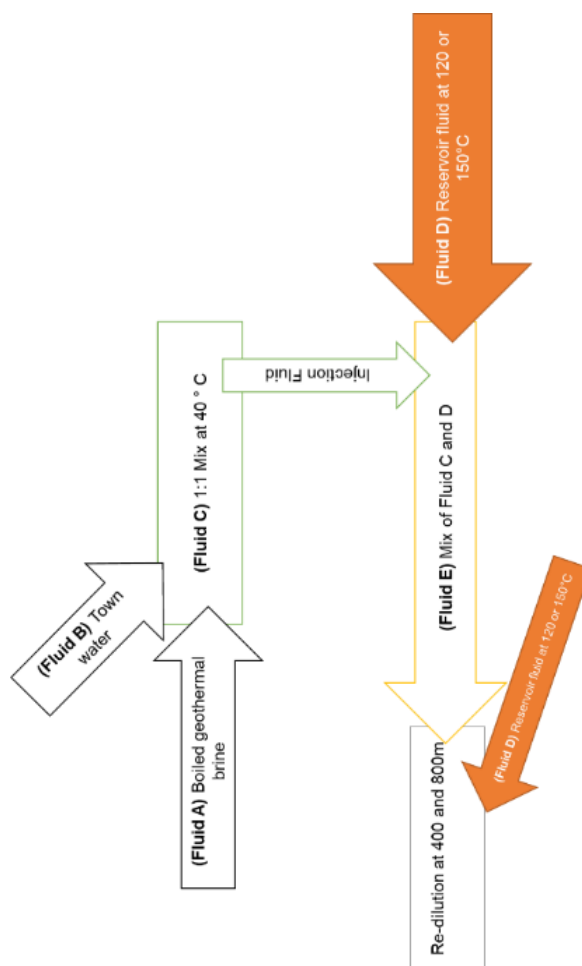 (Fluid B) Town
water
(Fluid A) Boiled geothermal
brine
(Fluid C) 1:1 Mix at 40 ° C
Injection Fluid
(Fluid D) Reservoir fluid at 120 or
150°C
(Fluid E) Mix of Fluid C and D
Re-dilution at 400 and 800m
(Fluid D) Reservoir fluid at 120 or 150°C